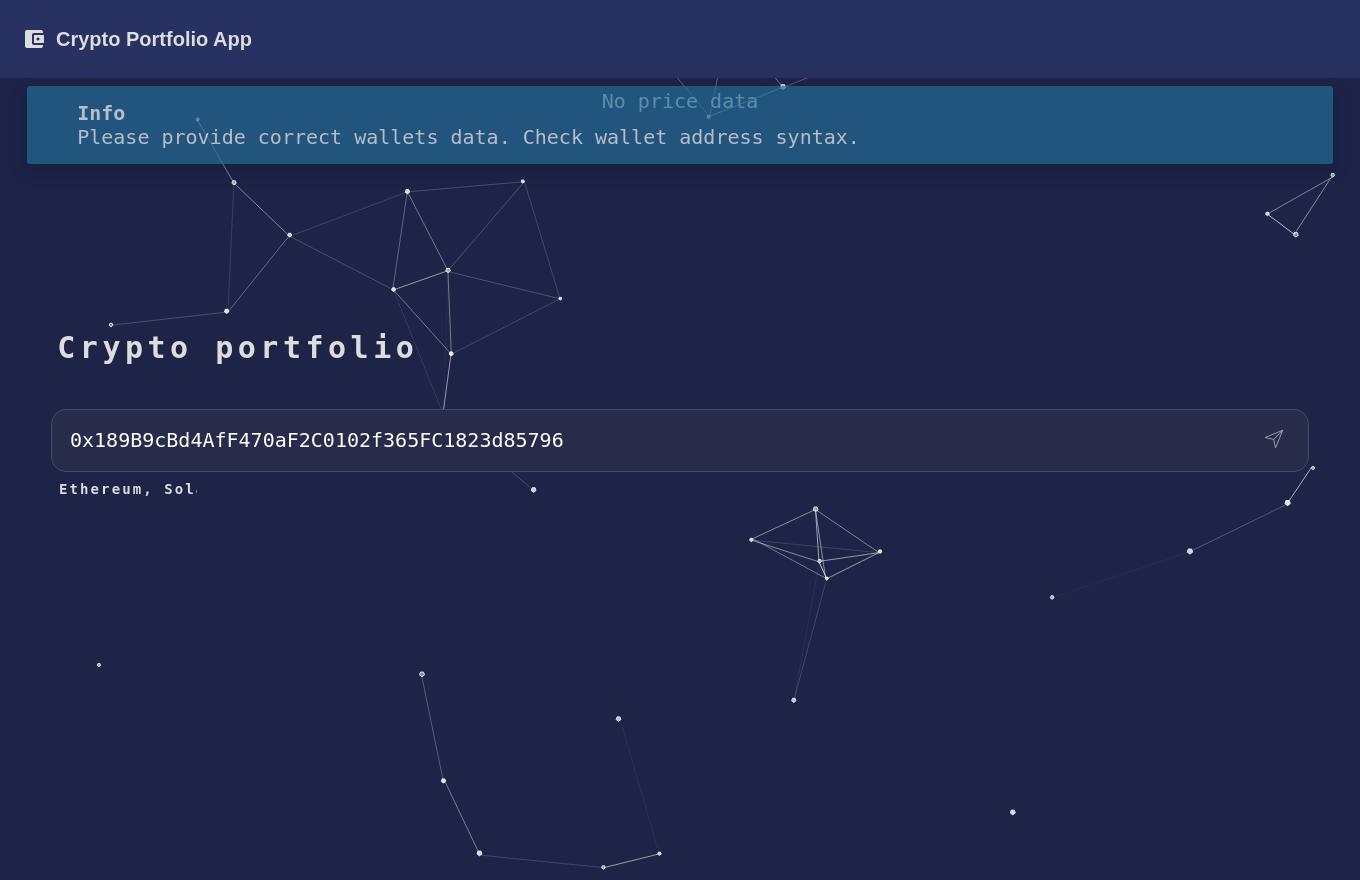 Crypto Portfolio App
No price data
Info
Please provide correct wallets data. Check wallet address syntax.
Crypto portfolio
0x189B9cBd4AfF470aF2C0102f365FC1823d85796
Ethereum, Sol